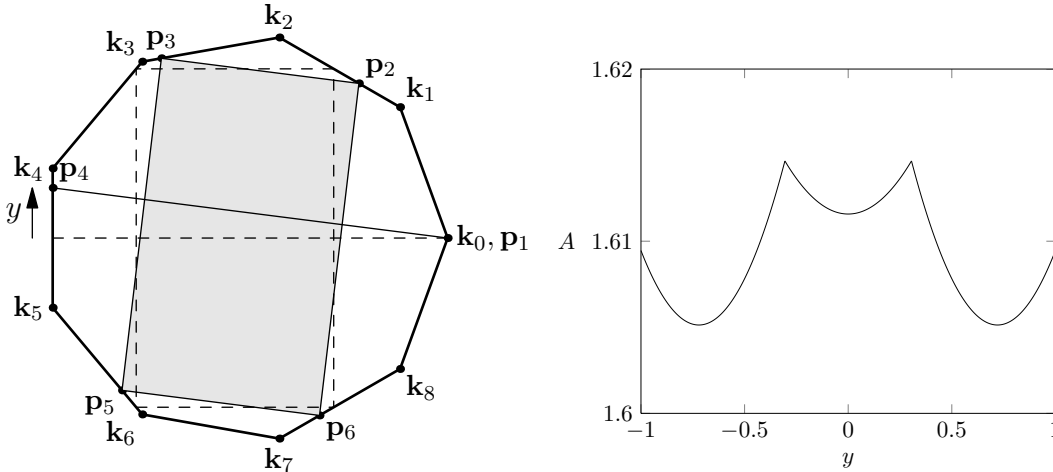 k₂
k₃ p₃
p₂
k₁
k₄ p₄
y
k₀, p₁
k₅
k₈
p₅
k₆
p₆
k₇
1.62
A 1.61
1.6
−1 −0.5 0 0.5 1
y